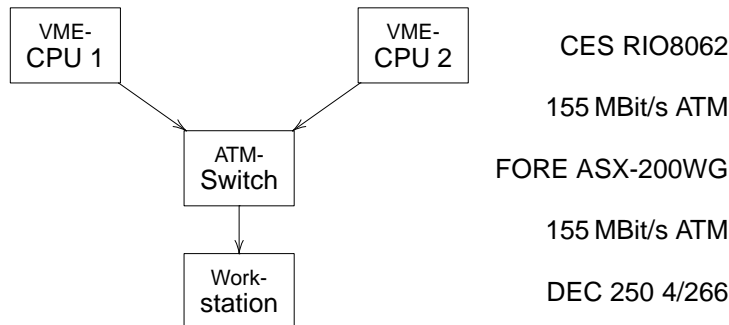 VME-
CPU 1
VME-
CPU 2
CES RIO8062
155 MBit/s ATM
ATM-
Switch
FORE ASX-200WG
155 MBit/s ATM
Work-
station
DEC 250 4/266